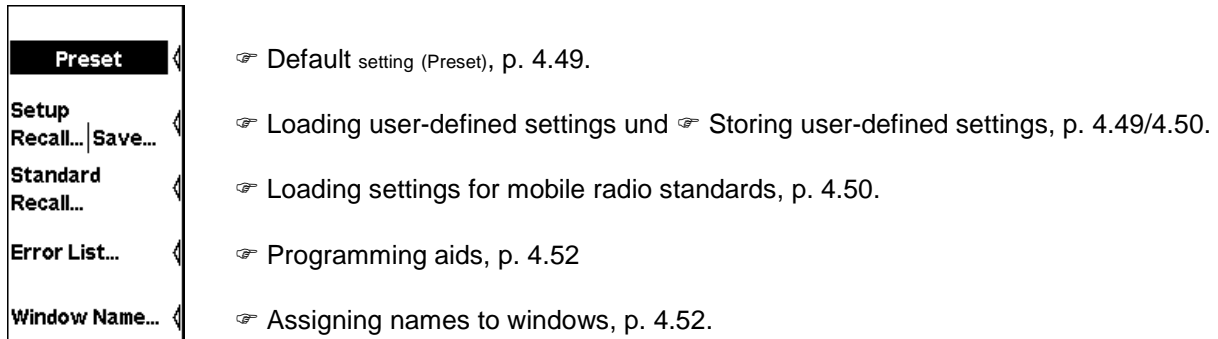 Preset
☞ Default setting (Preset), p. 4.49.
Setup
Recall...|Save...
☞ Loading user-defined settings und ☞ Storing user-defined settings, p. 4.49/4.50.
Standard
Recall...
☞ Loading settings for mobile radio standards, p. 4.50.
Error List...
☞ Programming aids, p. 4.52
Window Name...
☞ Assigning names to windows, p. 4.52.